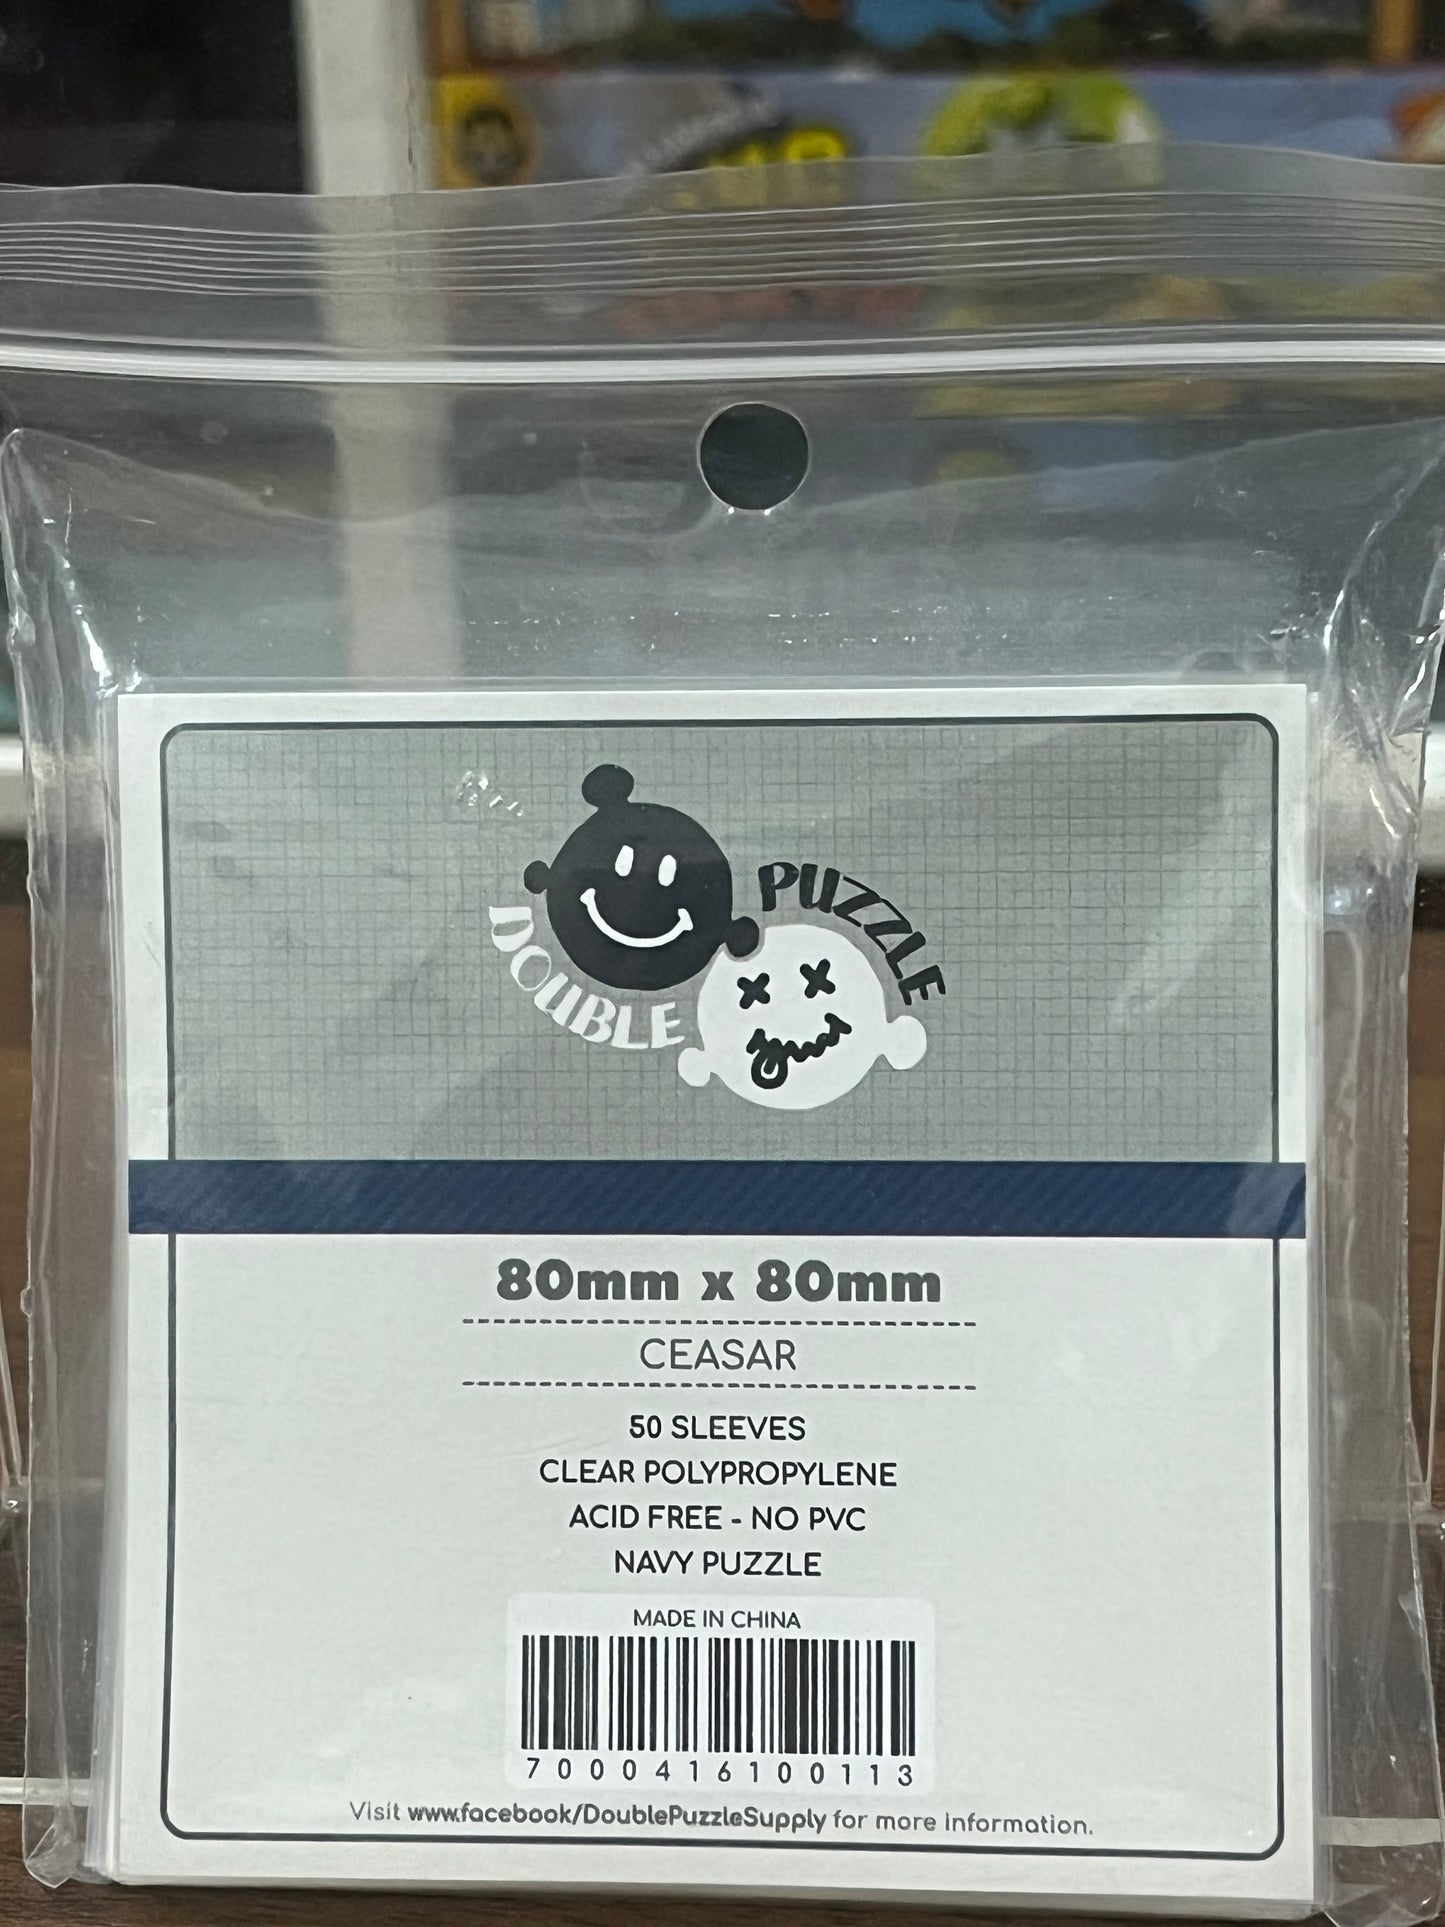 DOUBLE PUZZLE
80mm x 80mm
CEASAR
50 SLEEVES
CLEAR POLYPROPYLENE
ACID FREE - NO PVC
NAVY PUZZLE
MADE IN CHINA
7000416100113
Visit www.facebook/DoublePuzzleSupply for more information.